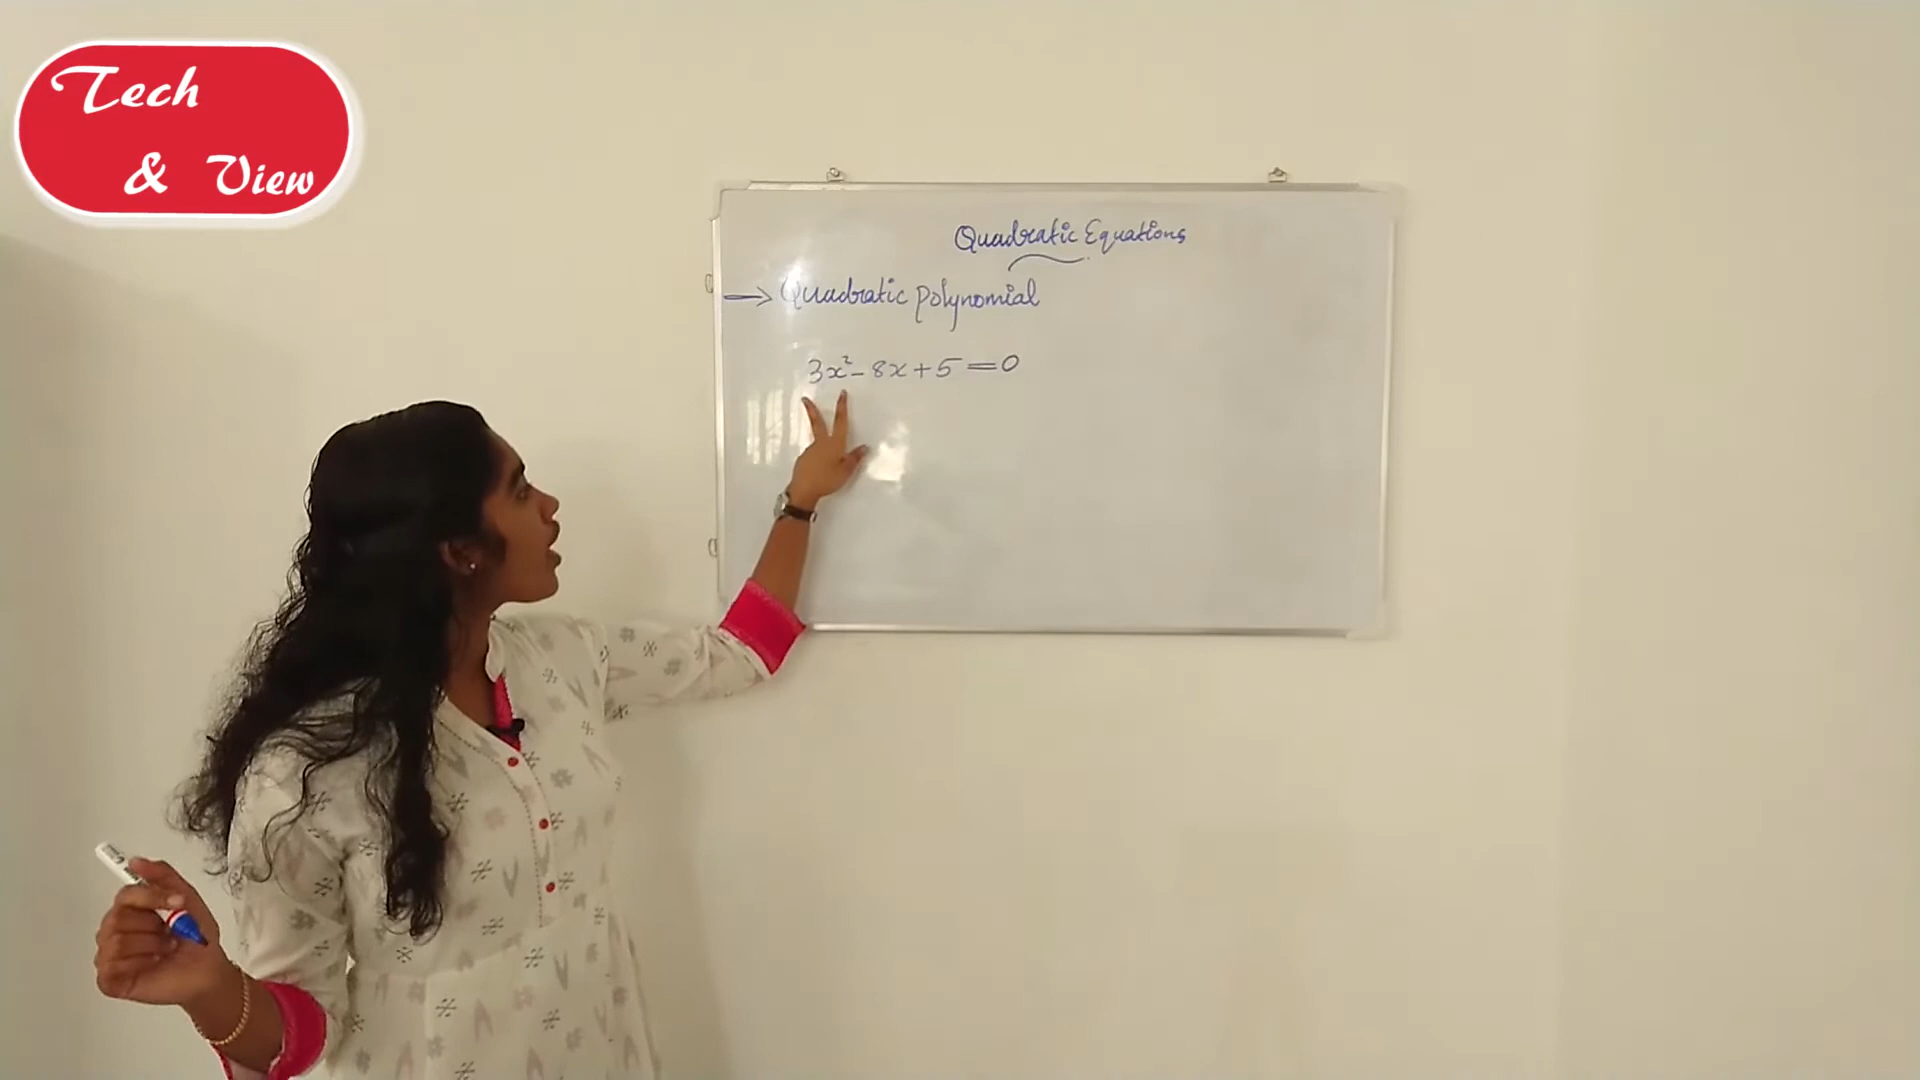 Tech
& View
Quadratic Equations
→ Quadratic Polynomial
3x² - 8x + 5 = 0